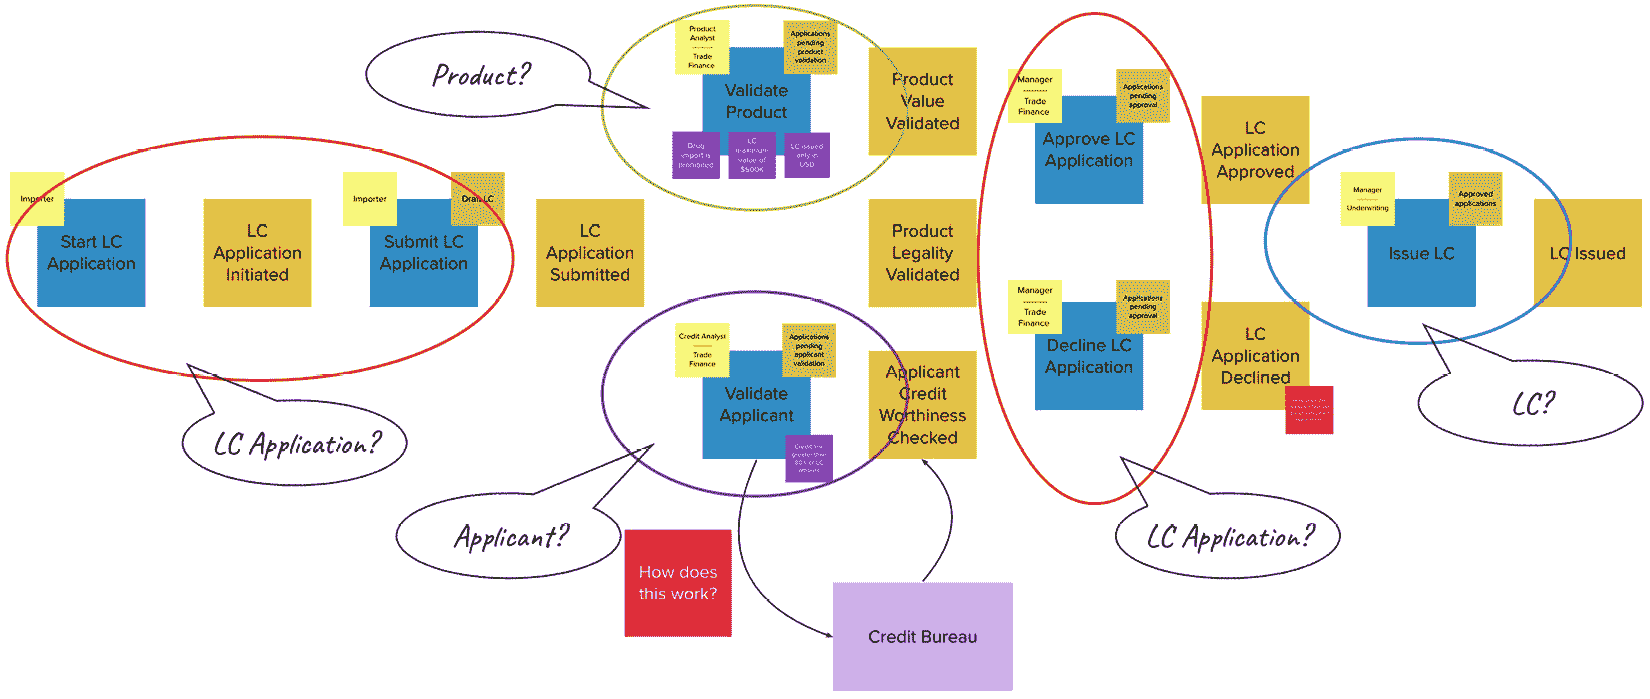 Product?
Product
Analyst
--------
Trade
Finance
Applications
pending
product
validation
Validate
Product
Drug
import is
prohibited
LC
maximum
value of
$500K
LC issued
only in
USD
Product
Value
Validated
Manager
--------
Trade
Finance
Applications
pending
approval
Approve LC
Application
LC
Application
Approved
Importer
Start LC
Application
LC
Application
Initiated
Importer
Draft LC
Submit LC
Application
LC
Application
Submitted
Product
Legality
Validated
Manager
--------
Underwriting
Approved
applications
Issue LC
LC Issued
Manager
--------
Trade
Finance
Applications
pending
approval
Decline LC
Application
LC
Application
Declined
Credit Analyst
--------
Trade
Finance
Applications
pending
applicant
validation
Validate
Applicant
Applicant
Credit
Worthiness
Checked
LC Application?
LC?
Applicant?
LC Application?
How does
this work?
Credit Bureau